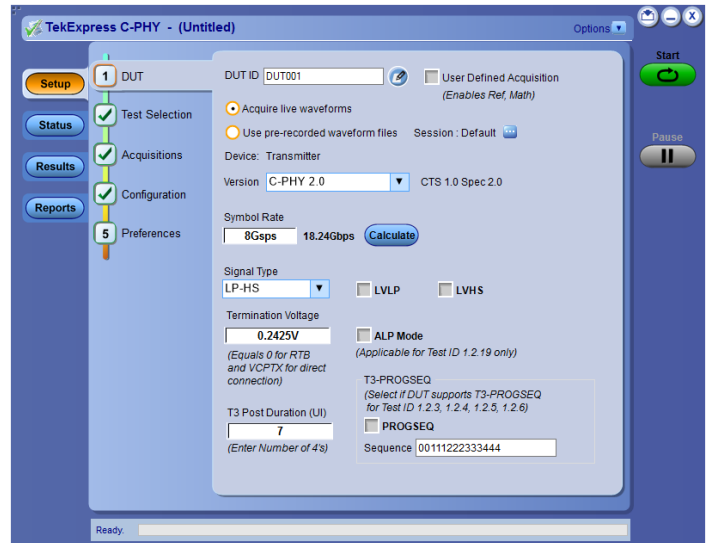 TekExpress C-PHY - (Untitled)
Options
Start
Pause
Setup
Status
Results
Reports
1 DUT
Test Selection
Acquisitions
Configuration
5 Preferences
DUT ID DUT001
User Defined Acquisition
(Enables Ref, Math)
Acquire live waveforms
Use pre-recorded waveform files Session : Default
Device: Transmitter
Version C-PHY 2.0 CTS 1.0 Spec 2.0
Symbol Rate
8Gsps 18.24Gbps Calculate
Signal Type
LP-HS LVLP LVHS
Termination Voltage
0.2425V
(Equals 0 for RTB
and VCPTX for direct
connection)
ALP Mode
(Applicable for Test ID 1.2.19 only)
T3 Post Duration (UI)
7
(Enter Number of 4's)
T3-PROGSEQ
(Select if DUT supports T3-PROGSEQ
for Test ID 1.2.3, 1.2.4, 1.2.5, 1.2.6)
PROGSEQ
Sequence 00111222333444
Ready.